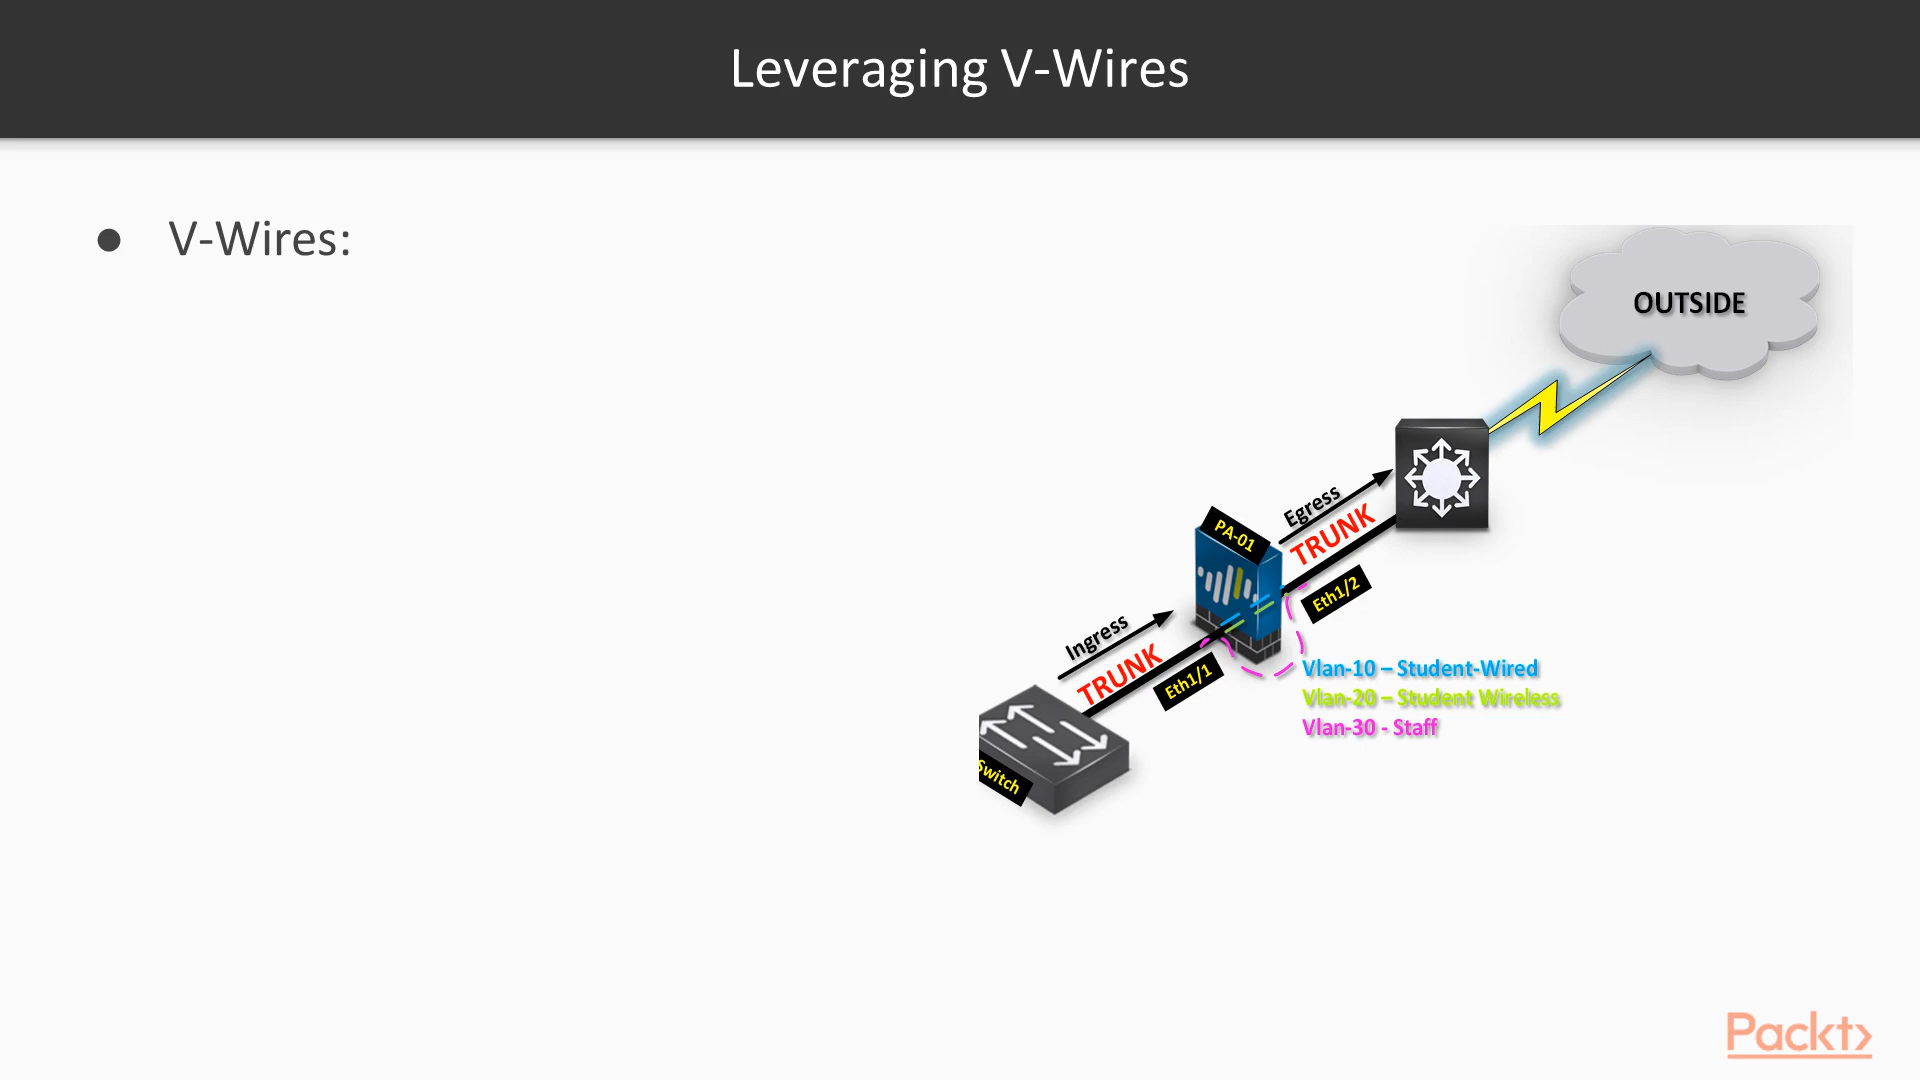 Leveraging V-Wires
● V-Wires:
OUTSIDE
Egress
TRUNK
PA-01
Eth1/2
Ingress
TRUNK
Eth1/1
Vlan-10 – Student-Wired
Vlan-20 – Student Wireless
Vlan-30 - Staff
Switch
Packt>